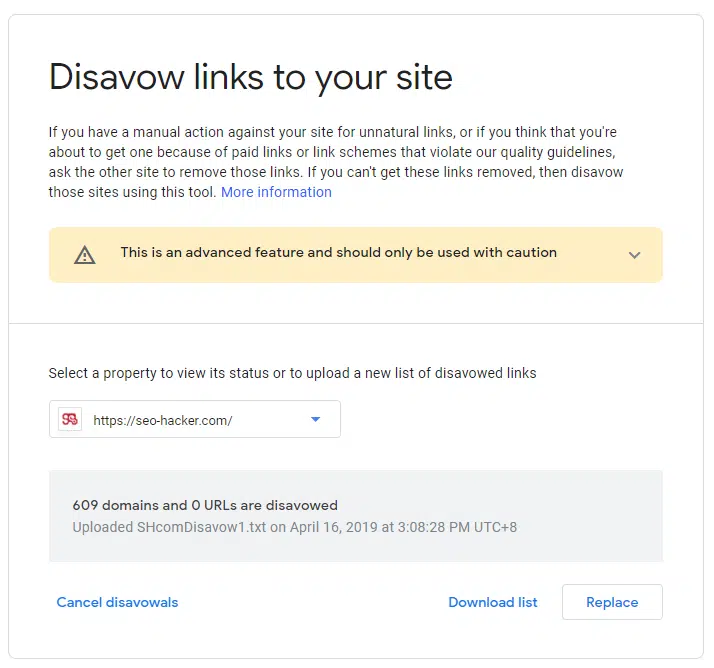 Disavow links to your site
If you have a manual action against your site for unnatural links, or if you think that you're
about to get one because of paid links or link schemes that violate our quality guidelines,
ask the other site to remove those links. If you can't get these links removed, then disavow
those sites using this tool. More information
This is an advanced feature and should only be used with caution
Select a property to view its status or to upload a new list of disavowed links
https://seo-hacker.com/
609 domains and 0 URLs are disavowed
Uploaded SHcomDisavow1.txt on April 16, 2019 at 3:08:28 PM UTC+8
Cancel disavowals
Download list
Replace